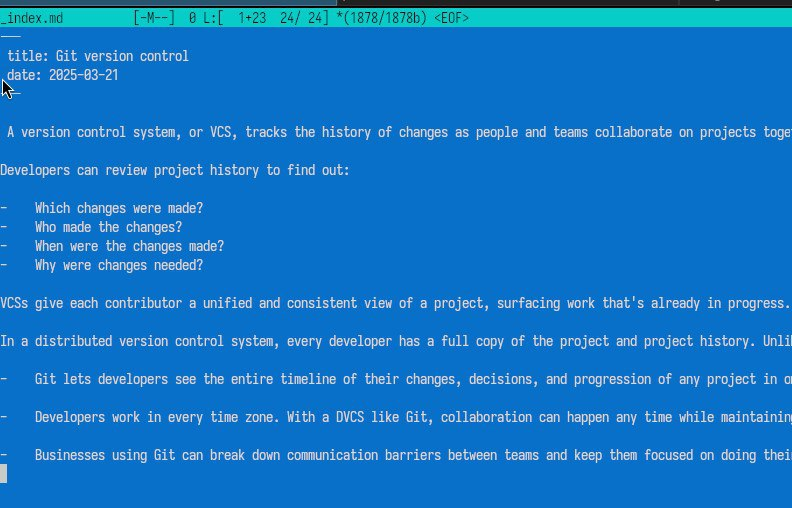 _index.md [-M--] 0 L:[ 1+23 24/ 24] *(1878/1878b) <EOF>
---
title: Git version control
date: 2025-03-21
---
A version control system, or VCS, tracks the history of changes as people and teams collaborate on projects toge
Developers can review project history to find out:
- Which changes were made?
- Who made the changes?
- When were the changes made?
- Why were changes needed?
VCSs give each contributor a unified and consistent view of a project, surfacing work that's already in progress.
In a distributed version control system, every developer has a full copy of the project and project history. Unli
- Git lets developers see the entire timeline of their changes, decisions, and progression of any project in o
- Developers work in every time zone. With a DVCS like Git, collaboration can happen any time while maintaining
- Businesses using Git can break down communication barriers between teams and keep them focused on doing thei